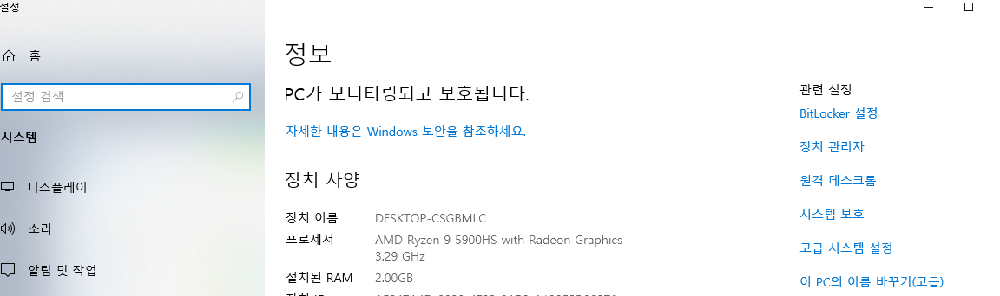 설정
홈
설정 검색
시스템
디스플레이
소리
알림 및 작업
정보
PC가 모니터링되고 보호됩니다.
자세한 내용은 Windows 보안을 참조하세요.
장치 사양
장치 이름 DESKTOP-CSGBMLC
프로세서 AMD Ryzen 9 5900HS with Radeon Graphics
3.29 GHz
설치된 RAM 2.00GB
관련 설정
BitLocker 설정
장치 관리자
원격 데스크톱
시스템 보호
고급 시스템 설정
이 PC의 이름 바꾸기(고급)